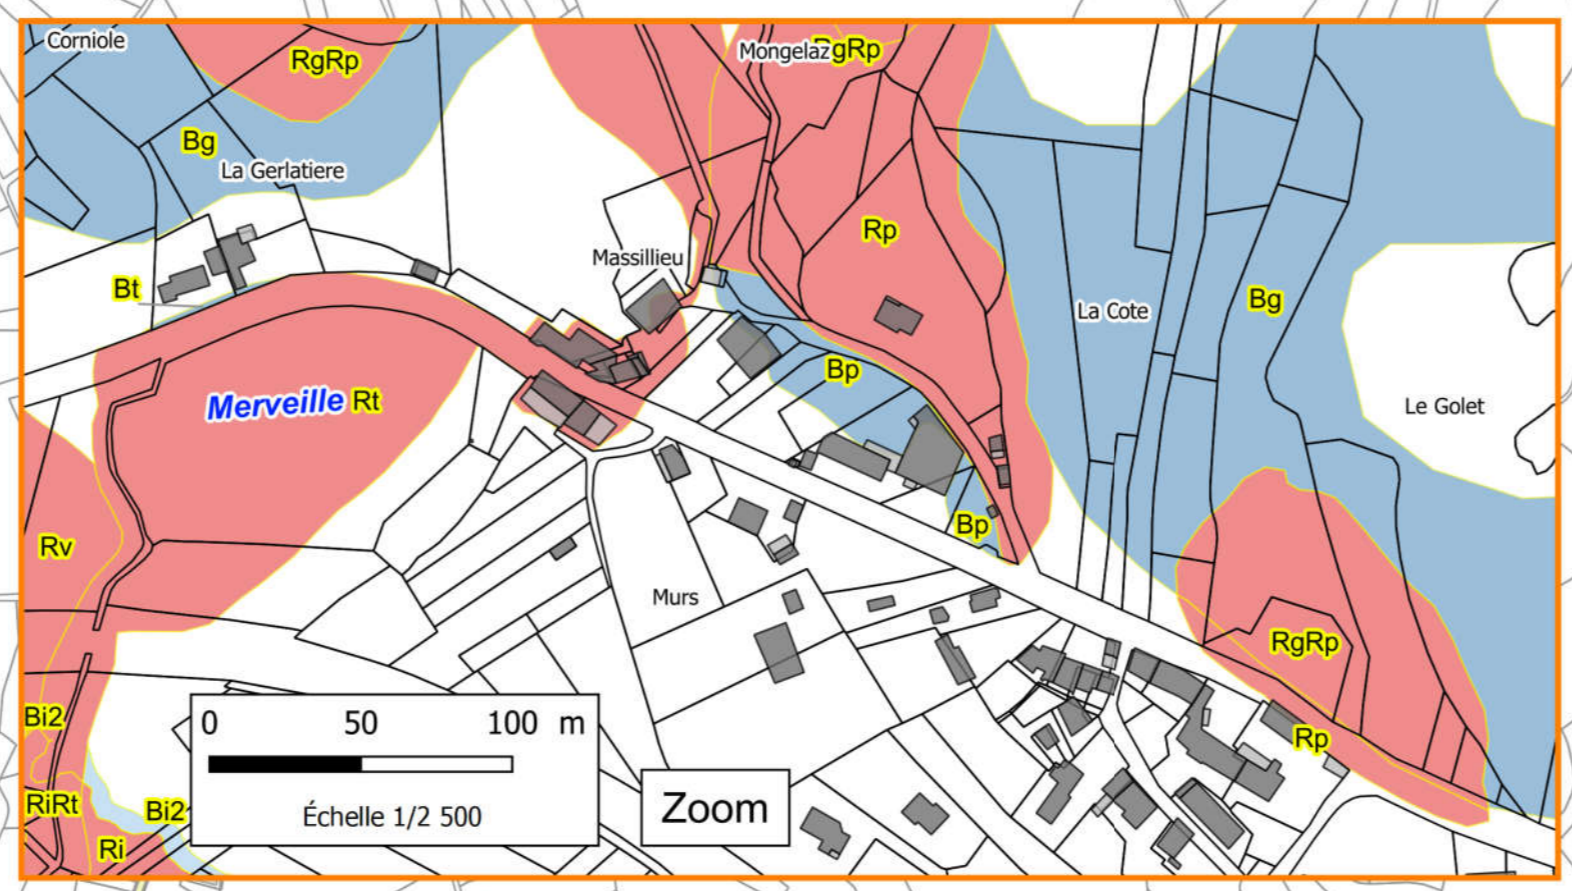 Corniole
RgRp
Mongelaz
RgRp
Bg
La Gerlatiere
Rp
Massillieu
Bt
Bg
La Cote
Bp
Merveille Rt
Le Golet
Bp
Rv
Murs
RgRp
Bi2
Rp
0 50 100 m
Échelle 1/2 500
Zoom
RiRt
Bi2
Ri